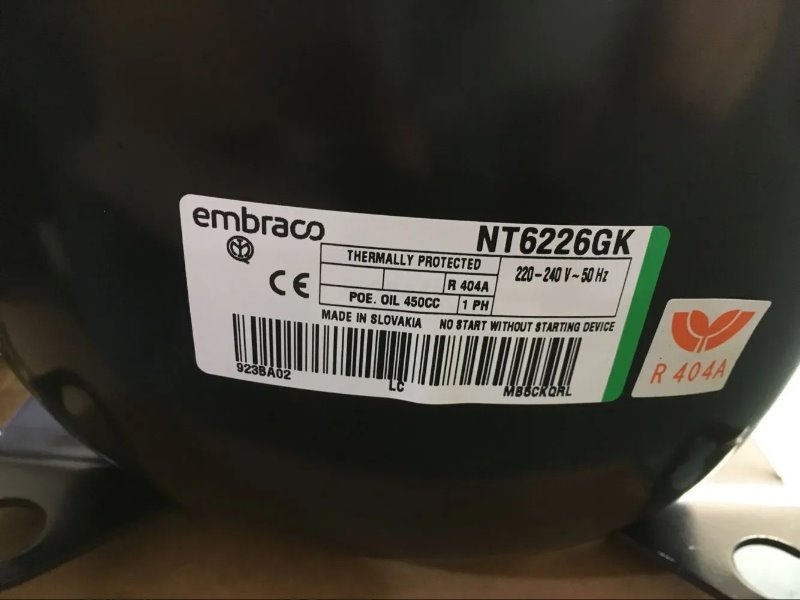 embraco
NT6226GK
THERMALLY PROTECTED
R 404A
POE. OIL 450CC
1 PH
220-240 V ~ 50 Hz
CE
MADE IN SLOVAKIA
NO START WITHOUT STARTING DEVICE
923BA02
LC
MB5CKQRL
R 404A